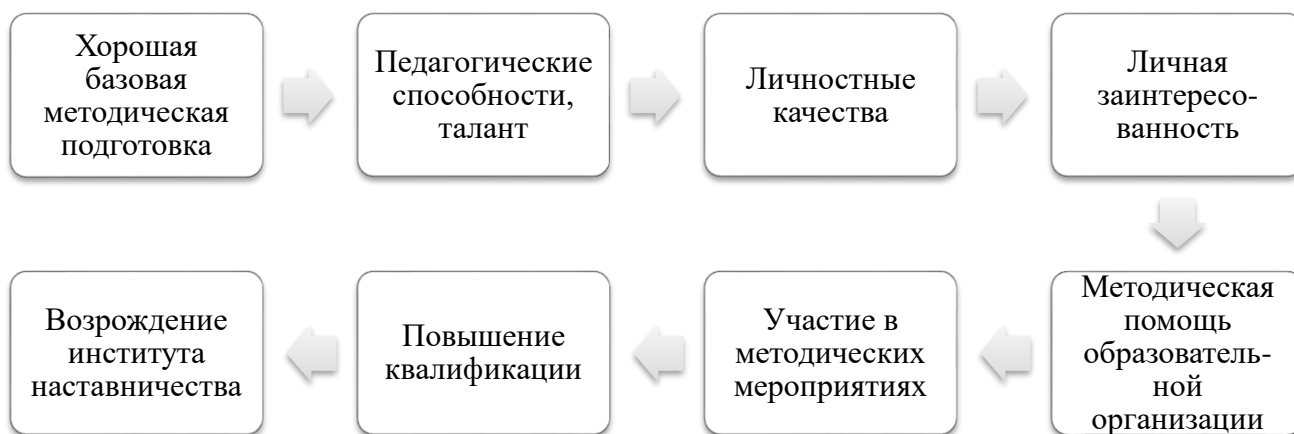 Хорошая
базовая
методическая
подготовка
Педагогические
способности,
талант
Личностные
качества
Личная
заинтересо-
ванность
Методическая
помощь
образователь-
ной
организации
Участие в
методических
мероприятиях
Повышение
квалификации
Возрождение
института
наставничества